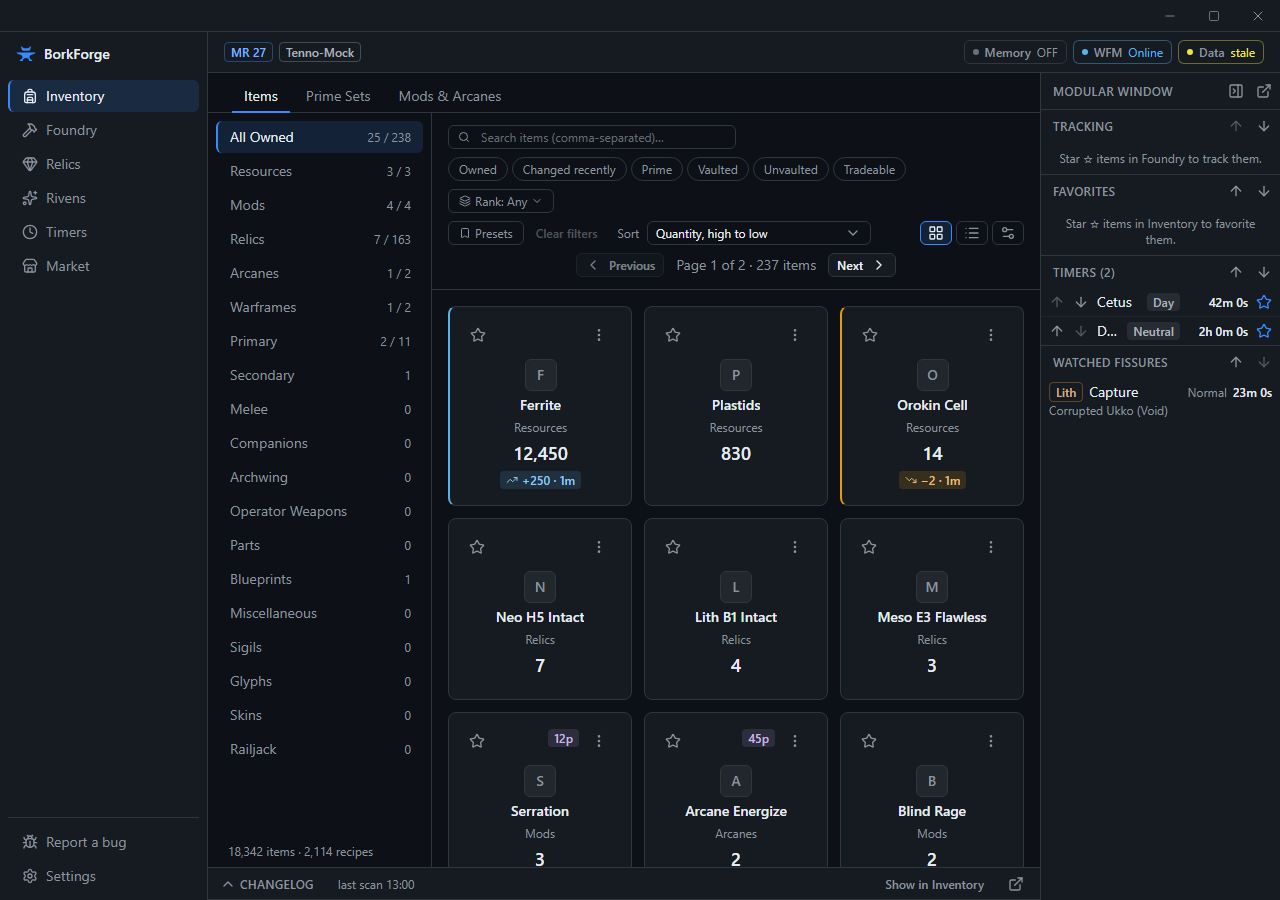 BorkForge
MR 27
Tenno-Mock
Memory OFF
WFM Online
Data stale
Inventory
Foundry
Relics
Rivens
Timers
Market
Report a bug
Settings
Items
Prime Sets
Mods & Arcanes
All Owned 25 / 238
Resources 3 / 3
Mods 4 / 4
Relics 7 / 163
Arcanes 1 / 2
Warframes 1 / 2
Primary 2 / 11
Secondary 1
Melee 0
Companions 0
Archwing 0
Operator Weapons 0
Parts 0
Blueprints 1
Miscellaneous 0
Sigils 0
Glyphs 0
Skins 0
Railjack 0
18,342 items · 2,114 recipes
Search items (comma-separated)...
Owned
Changed recently
Prime
Vaulted
Unvaulted
Tradeable
Rank: Any
Presets
Clear filters
Sort
Quantity, high to low
Previous
Page 1 of 2 · 237 items
Next
F
Ferrite
Resources
12,450
+250 · 1m
P
Plastids
Resources
830
O
Orokin Cell
Resources
14
−2 · 1m
N
Neo H5 Intact
Relics
7
L
Lith B1 Intact
Relics
4
M
Meso E3 Flawless
Relics
3
12p
S
Serration
Mods
3
45p
A
Arcane Energize
Arcanes
2
B
Blind Rage
Mods
2
MODULAR WINDOW
TRACKING
Star ☆ items in Foundry to track them.
FAVORITES
Star ☆ items in Inventory to favorite
them.
TIMERS (2)
Cetus Day 42m 0s
D... Neutral 2h 0m 0s
WATCHED FISSURES
Lith Capture Normal 23m 0s
Corrupted Ukko (Void)
CHANGELOG
last scan 13:00
Show in Inventory